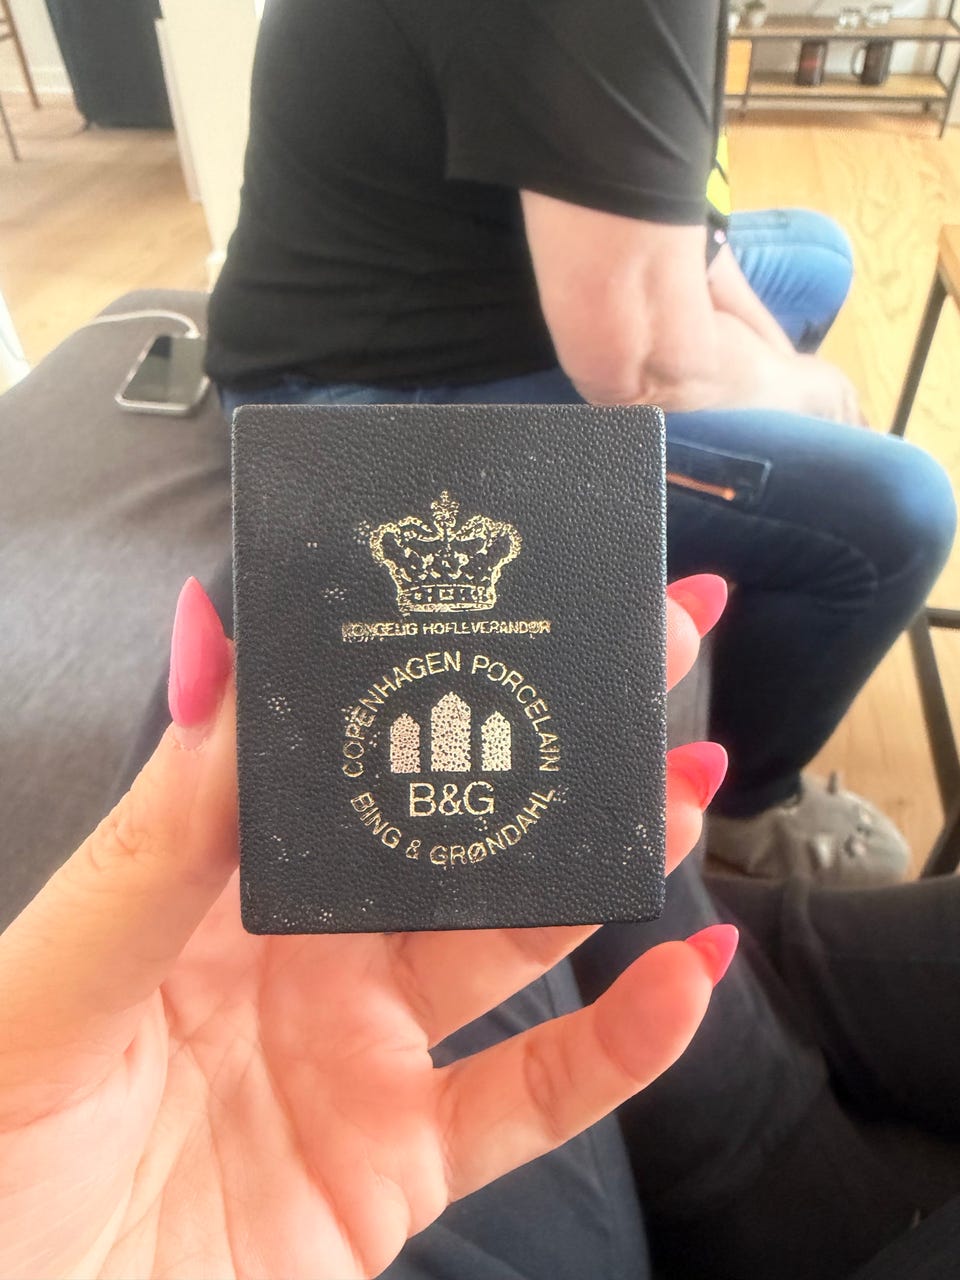 KONGELIG HOFLEVERANDØR
COPENHAGEN PORCELAIN
B&G
BING & GRØNDAHL